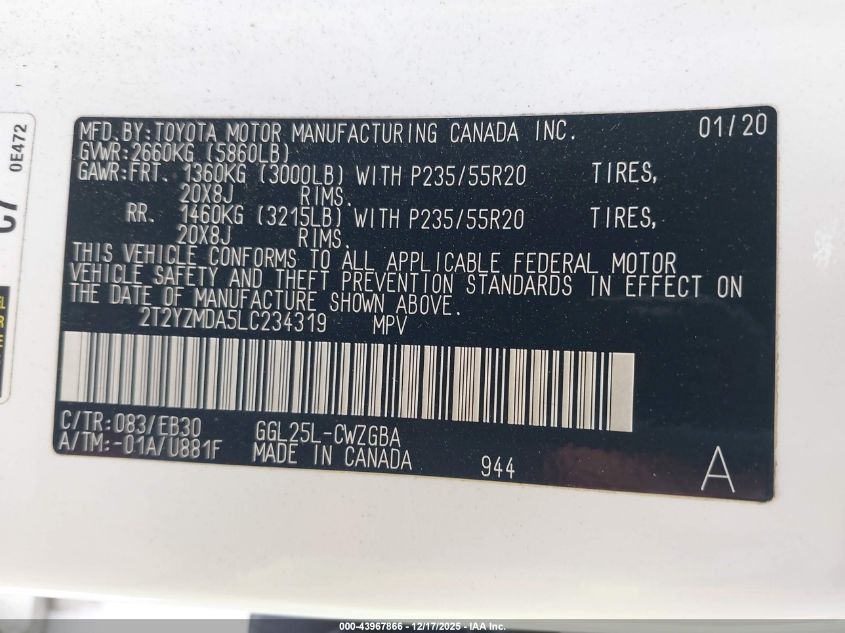 MFD.BY:TOYOTA MOTOR MANUFACTURING CANADA INC. 01/20
GVWR:2660KG (5860LB)
GAWR:FRT. 1360KG (3000LB) WITH P235/55R20 TIRES,
20X8J RIMS.
RR. 1460KG (3215LB) WITH P235/55R20 TIRES,
20X8J RIMS.
THIS VEHICLE CONFORMS TO ALL APPLICABLE FEDERAL MOTOR
VEHICLE SAFETY AND THEFT PREVENTION STANDARDS IN EFFECT ON
THE DATE OF MANUFACTURE SHOWN ABOVE.
2T2YZMDA5LC234319 MPV
C/TR:083/EB30 GGL25L-CWZGBA
A/TM:-01A/U881F MADE IN CANADA 944 A
0E472
C7
000-43967866 - 12/17/2025 - IAA Inc.